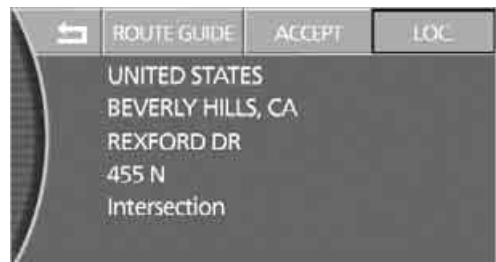 ROUTE GUIDE ACCEPT LOC.
UNITED STATES
BEVERLY HILLS, CA
REXFORD DR
455 N
Intersection